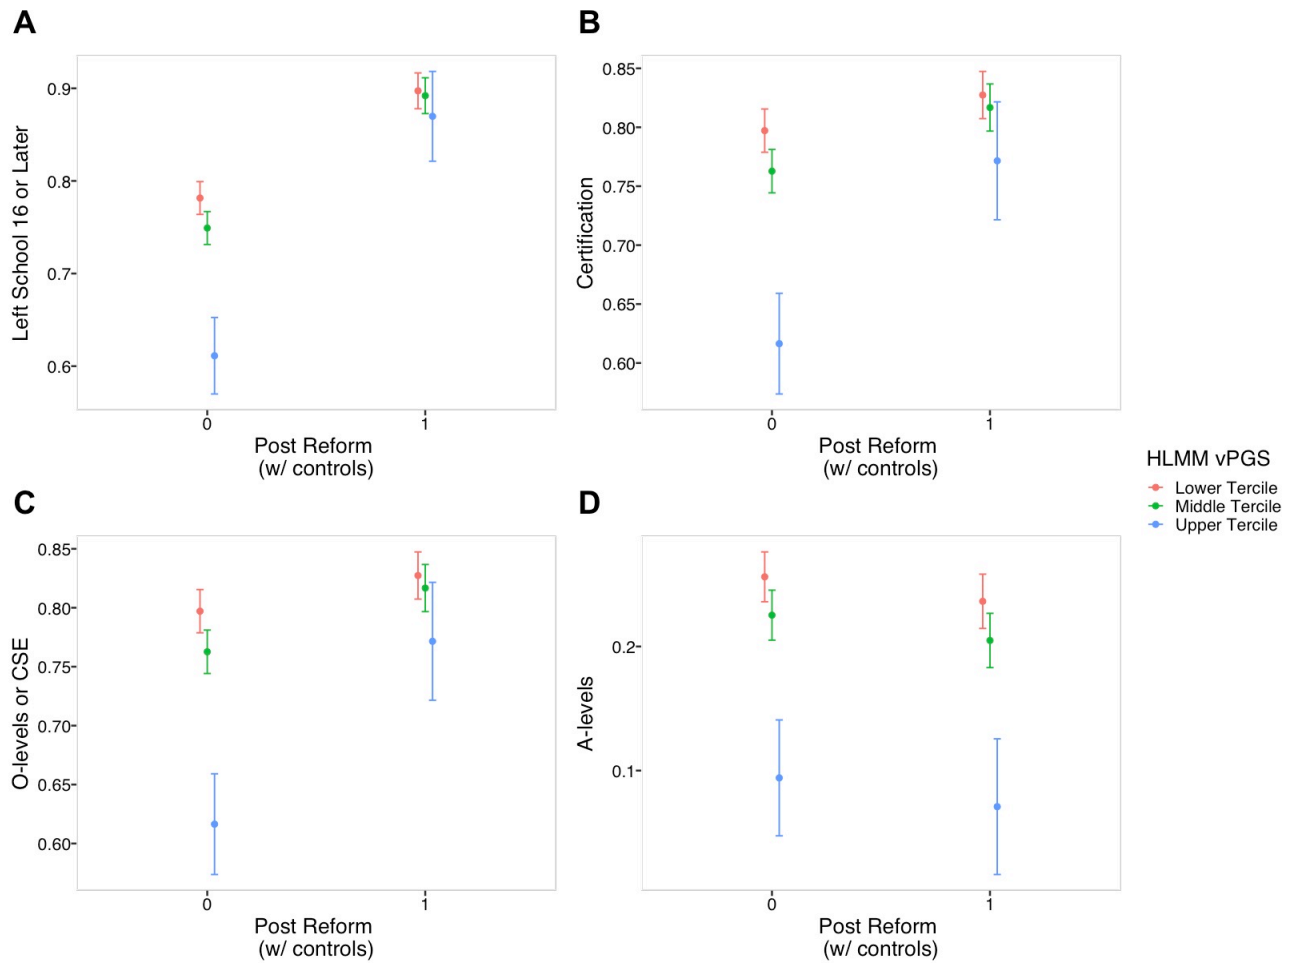 A
Left School 16 or Later
0.9
0.8
0.7
0.6
0
1
Post Reform
(w/ controls)
B
Certification
0.85
0.80
0.75
0.70
0.65
0.60
0
1
Post Reform
(w/ controls)
C
O-levels or CSE
0.85
0.80
0.75
0.70
0.65
0.60
0
1
Post Reform
(w/ controls)
D
A-levels
0.2
0.1
0
1
Post Reform
(w/ controls)
HLMM vPGS
Lower Tercile
Middle Tercile
Upper Tercile